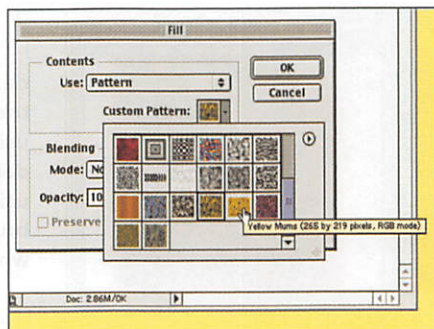 Fill
Contents
Use: Pattern
OK
Cancel
Custom Pattern:
Blending
Mode: No
Opacity: 10
Preserve
Yellow Mums (265 by 219 pixels, RGB mode)
Doc: 2.86M/0K